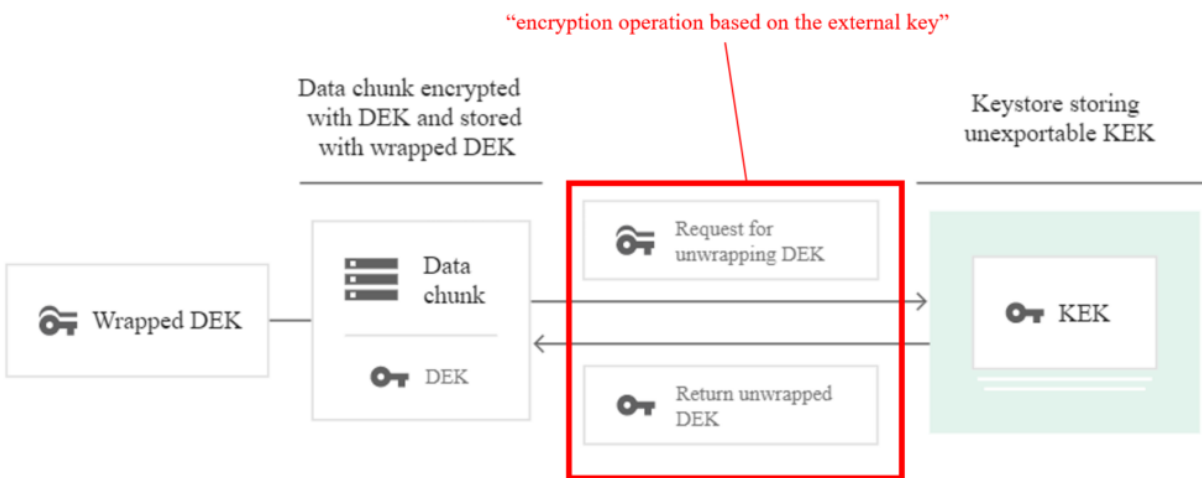 “encryption operation based on the external key”
Data chunk encrypted
with DEK and stored
with wrapped DEK
Keystore storing
unexportable KEK
Wrapped DEK
Data
chunk
DEK
Request for
unwrapping DEK
Return unwrapped
DEK
KEK